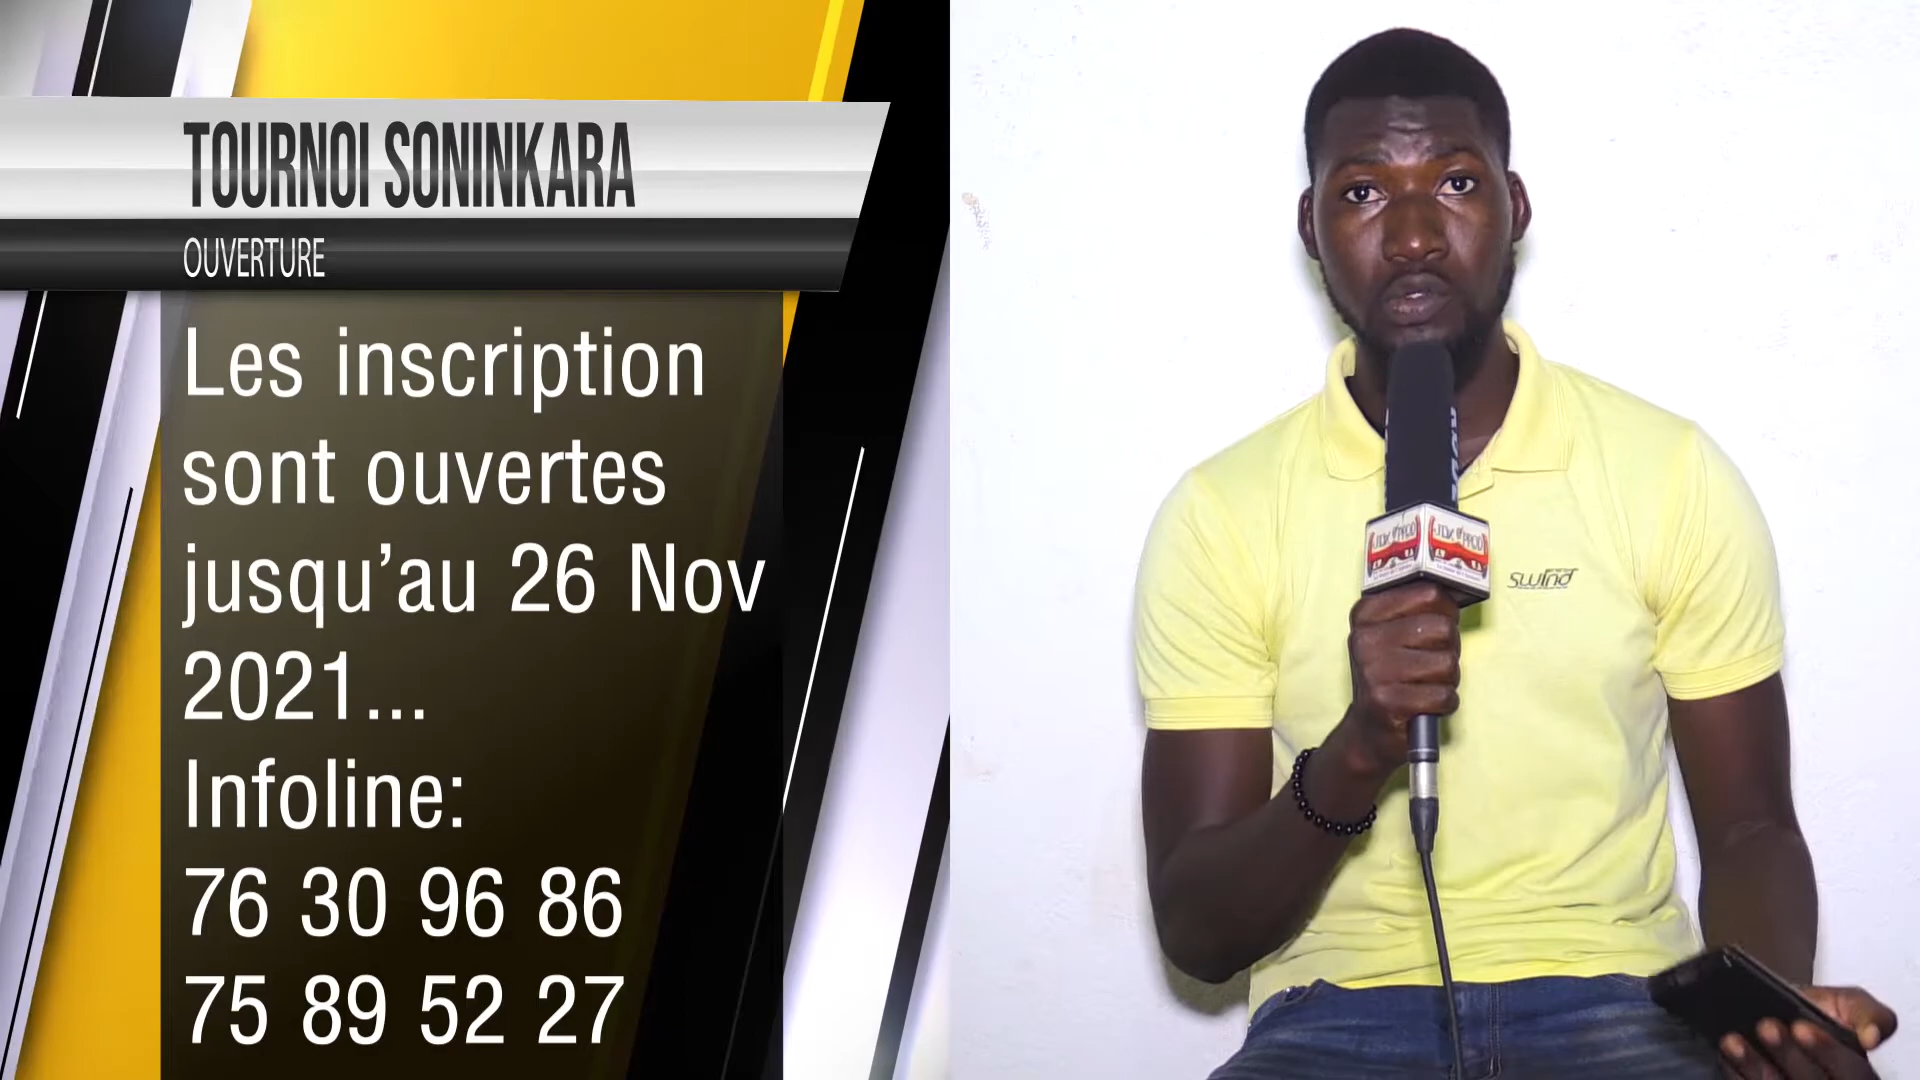 TOURNOI SONINKARA
OUVERTURE
Les inscription
sont ouvertes
jusqu’au 26 Nov
2021...
Infoline:
76 30 96 86
75 89 52 27
swind